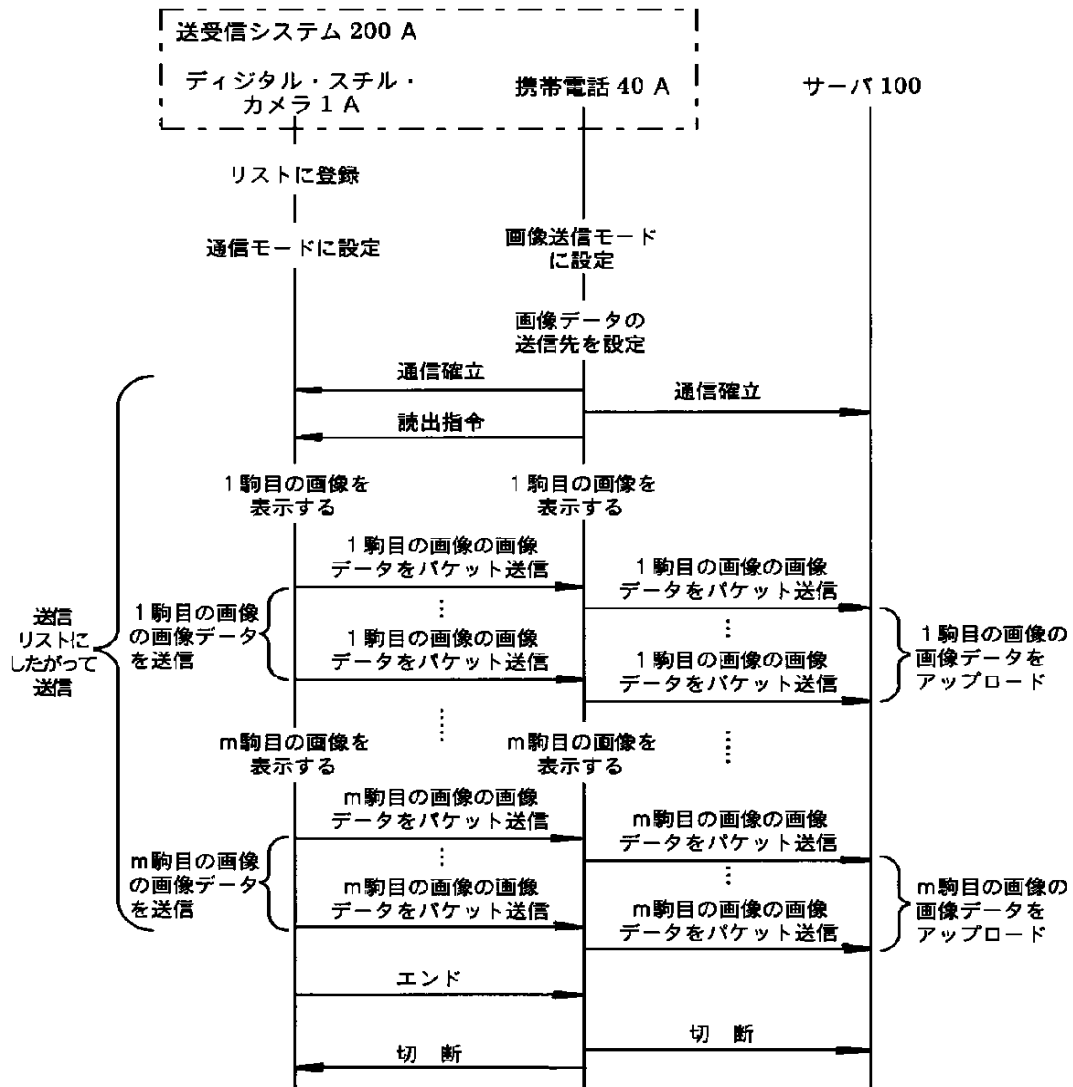 送受信システム 200 A
ディジタル・スチル・
カメラ 1 A
携帯電話 40 A
サーバ 100
リストに登録
通信モードに設定
画像送信モード
に設定
画像データの
送信先を設定
通信確立
通信確立
読出指令
1駒目の画像を
表示する
1駒目の画像を
表示する
1駒目の画像の画像
データをパケット送信
1駒目の画像の画像
データをパケット送信
送信
リストに
したがって
送信
1駒目の画像
の画像データ
を送信
1駒目の画像の画像
データをパケット送信
1駒目の画像の画像
データをパケット送信
1駒目の画像の
画像データを
アップロード
m駒目の画像を
表示する
m駒目の画像を
表示する
m駒目の画像の画像
データをパケット送信
m駒目の画像の画像
データをパケット送信
m駒目の画像
の画像データ
を送信
m駒目の画像の画像
データをパケット送信
m駒目の画像の画像
データをパケット送信
m駒目の画像の
画像データを
アップロード
エンド
切 断
切 断